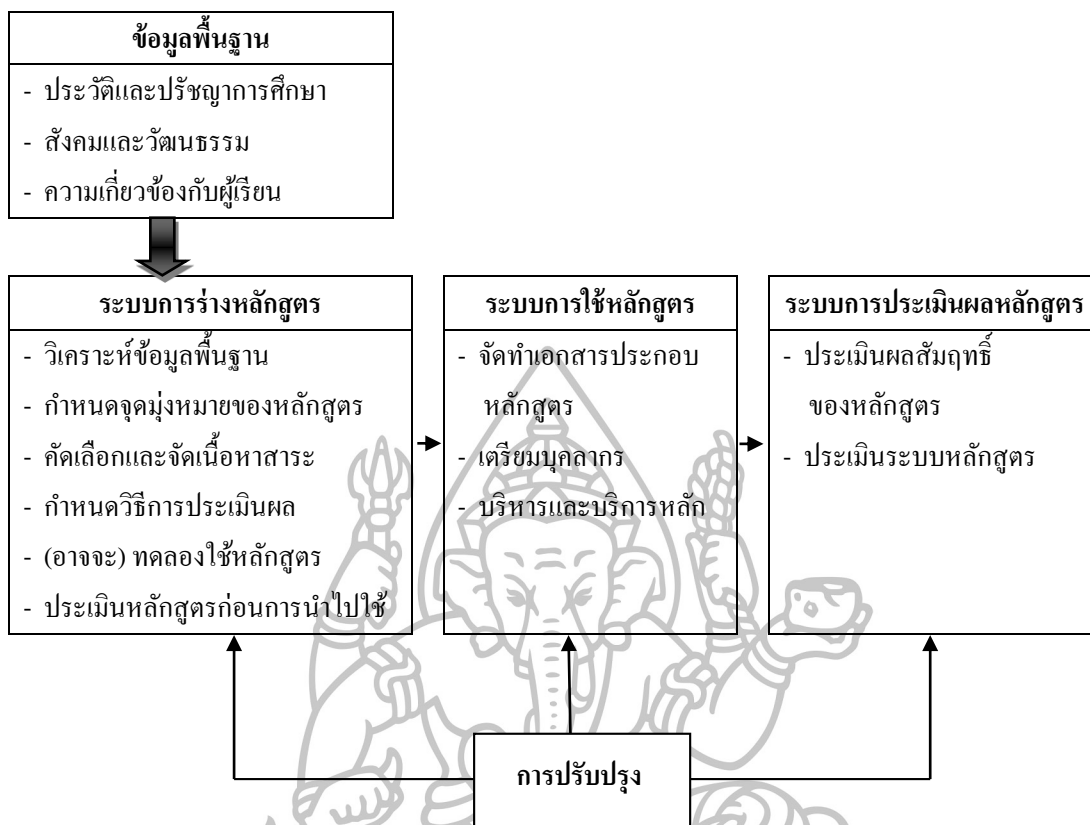 ข้อมูลพื้นฐาน
- ประวัติและปรัชญาการศึกษา
- สังคมและวัฒนธรรม
- ความเกี่ยวข้องกับผู้เรียน
ระบบการร่างหลักสูตร
- วิเคราะห์ข้อมูลพื้นฐาน
- กำหนดจุดมุ่งหมายของหลักสูตร
- คัดเลือกและจัดเนื้อหาสาระ
- กำหนดวิธีการประเมินผล
- (อาจจะ) ทดลองใช้หลักสูตร
- ประเมินหลักสูตรก่อนการนำไปใช้
ระบบการใช้หลักสูตร
- จัดทำเอกสารประกอบ
หลักสูตร
- เตรียมบุคลากร
- บริหารและบริการหลัก
ระบบการประเมินผลหลักสูตร
- ประเมินผลสัมฤทธิ์
ของหลักสูตร
- ประเมินระบบหลักสูตร
การปรับปรุง